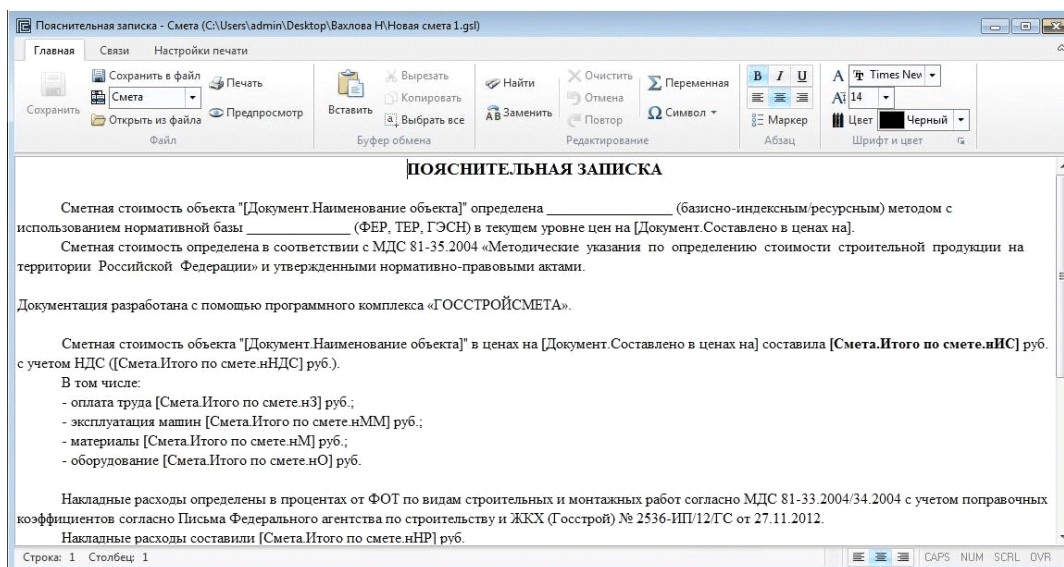 Пояснительная записка - Смета (C:\Users\admin\Desktop\Вахлова Н\Новая смета 1.gsl)
Главная Связи Настройки печати
Сохранить
Сохранить в файл
Смета
Открыть из файла
Печать
Предпросмотр
Файл
Вставить
Вырезать
Копировать
Выбрать все
Буфер обмена
Найти
Заменить
Очистить
Отмена
Повтор
Переменная
Символ
Редактирование
B I U
Маркер
Абзац
Times Nev
14
Цвет Черный
Шрифт и цвет
ПОЯСНИТЕЛЬНАЯ ЗАПИСКА
Сметная стоимость объекта "[Документ.Наименование объекта]" определена __________________ (базисно-индексным/ресурсным) методом с
использованием нормативной базы _______________ (ФЕР, ТЕР, ГЭСН) в текущем уровне цен на [Документ.Составлено в ценах на].
Сметная стоимость определена в соответствии с МДС 81-35.2004 «Методические указания по определению стоимости строительной продукции на
территории Российской Федерации» и утвержденными нормативно-правовыми актами.
Документация разработана с помощью программного комплекса «ГОССТРОЙСМЕТА».
Сметная стоимость объекта "[Документ.Наименование объекта]" в ценах на [Документ.Составлено в ценах на] составила [Смета.Итого по смете.нИС] руб.
с учетом НДС ([Смета.Итого по смете.нНДС] руб.).
В том числе:
- оплата труда [Смета.Итого по смете.нЗ] руб.;
- эксплуатация машин [Смета.Итого по смете.нММ] руб.;
- материалы [Смета.Итого по смете.нМ] руб.;
- оборудование [Смета.Итого по смете.нО] руб.
Накладные расходы определены в процентах от ФОТ по видам строительных и монтажных работ согласно МДС 81-33.2004/34.2004 с учетом поправочных
коэффициентов согласно Письма Федерального агентства по строительству и ЖКХ (Госстрой) № 2536-ИП/12/ГС от 27.11.2012.
Накладные расходы составили [Смета.Итого по смете.нНР] руб.
Строка: 1 Столбец: 1
CAPS NUM SCRL OVR